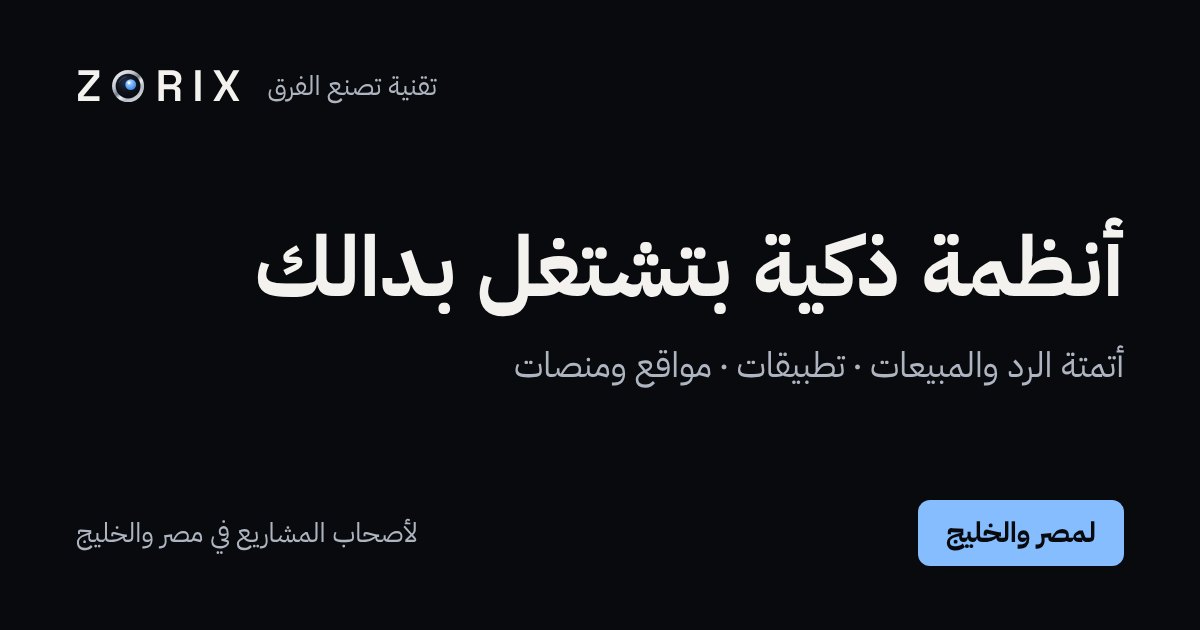 ZORIX تقنية تصنع الفرق
أنظمة ذكية بتشتغل بدالك
أتمتة الرد والمبيعات · تطبيقات · مواقع ومنصات
لمصر والخليج
لأصحاب المشاريع في مصر والخليج